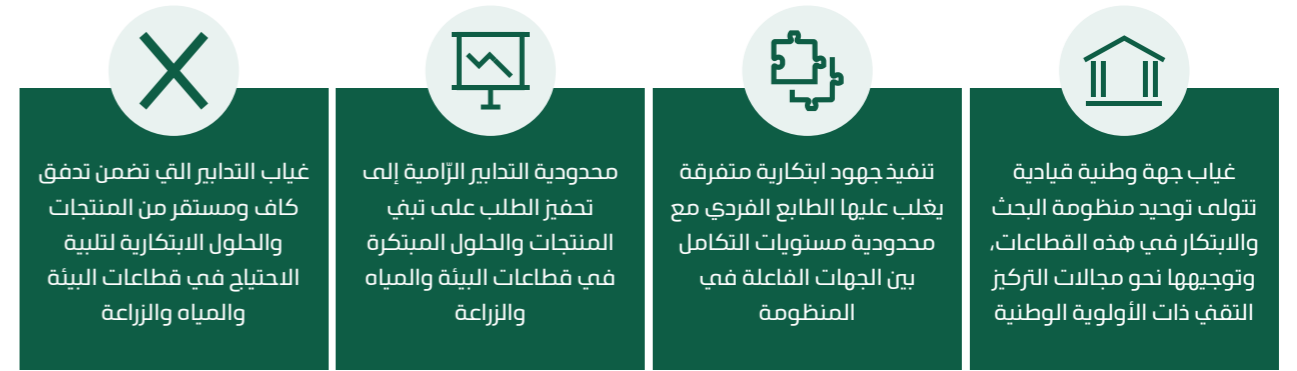 غياب جهة وطنية قيادية
تتولى توحيد منظومة البحث
والابتكار في هذه القطاعات،
وتوجيهها نحو مجالات التركيز
التقني ذات الأولوية الوطنية
تنفيذ جهود ابتكارية متفرقة
يغلب عليها الطابع الفردي مع
محدودية مستويات التكامل
بين الجهات الفاعلة في
المنظومة
محدودية التدابير الرّامية إلى
تحفيز الطلب على تبني
المنتجات والحلول المبتكرة
في قطاعات البيئة والمياه
والزراعة
غياب التدابير التي تضمن تدفق
كاف ومستقر من المنتجات
والحلول الابتكارية لتلبية
الاحتياج في قطاعات البيئة
والمياه والزراعة